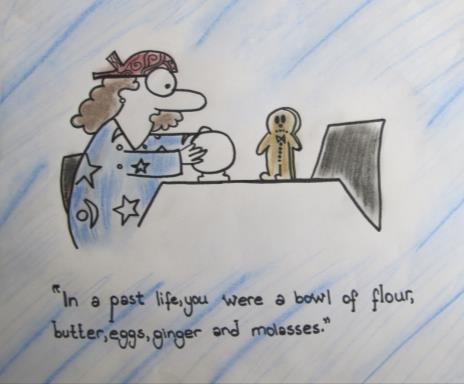 "In a past life,you were a bowl of flour,
butter,eggs,ginger and molasses."